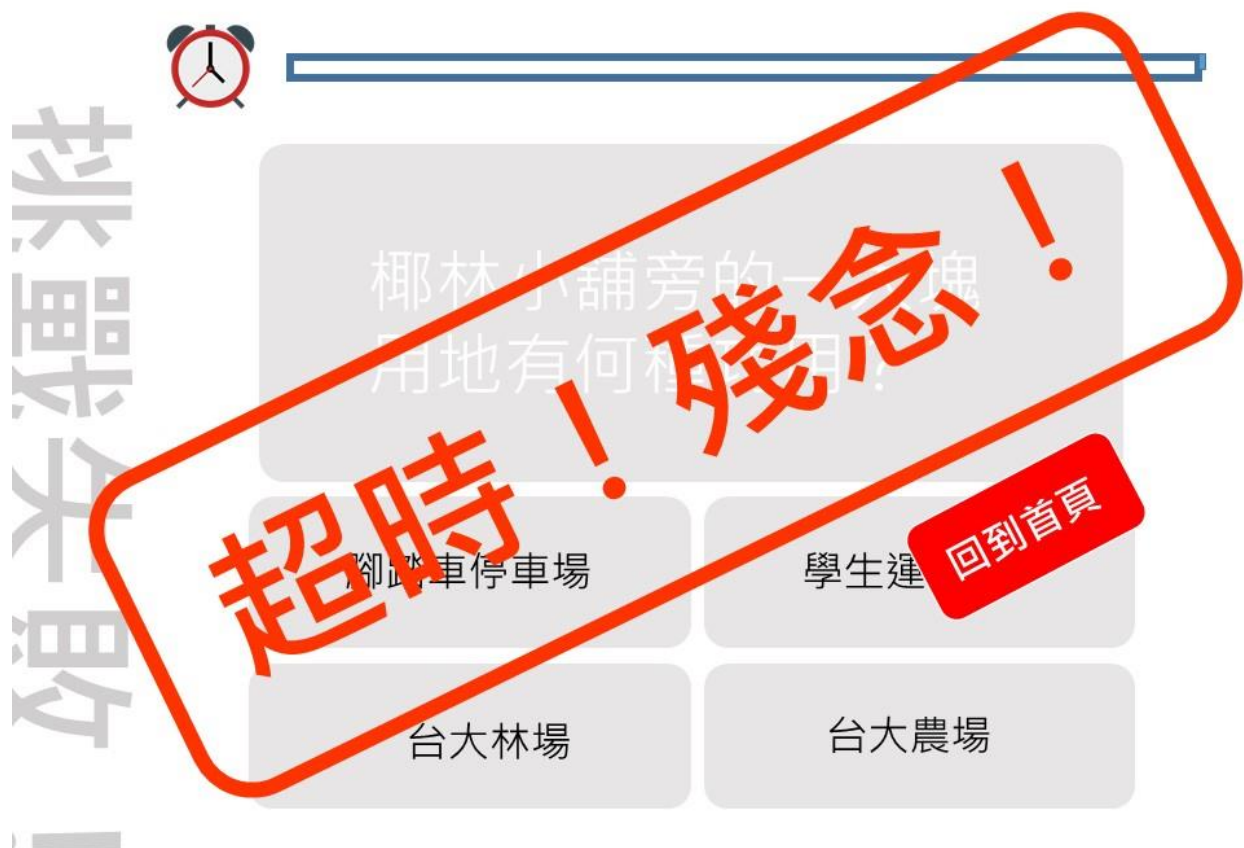 挑戰失敗
椰林小舖旁的一大塊
用地有何種
超時！殘念！
腳踏車停車場
學生運
回到首頁
台大林場
台大農場